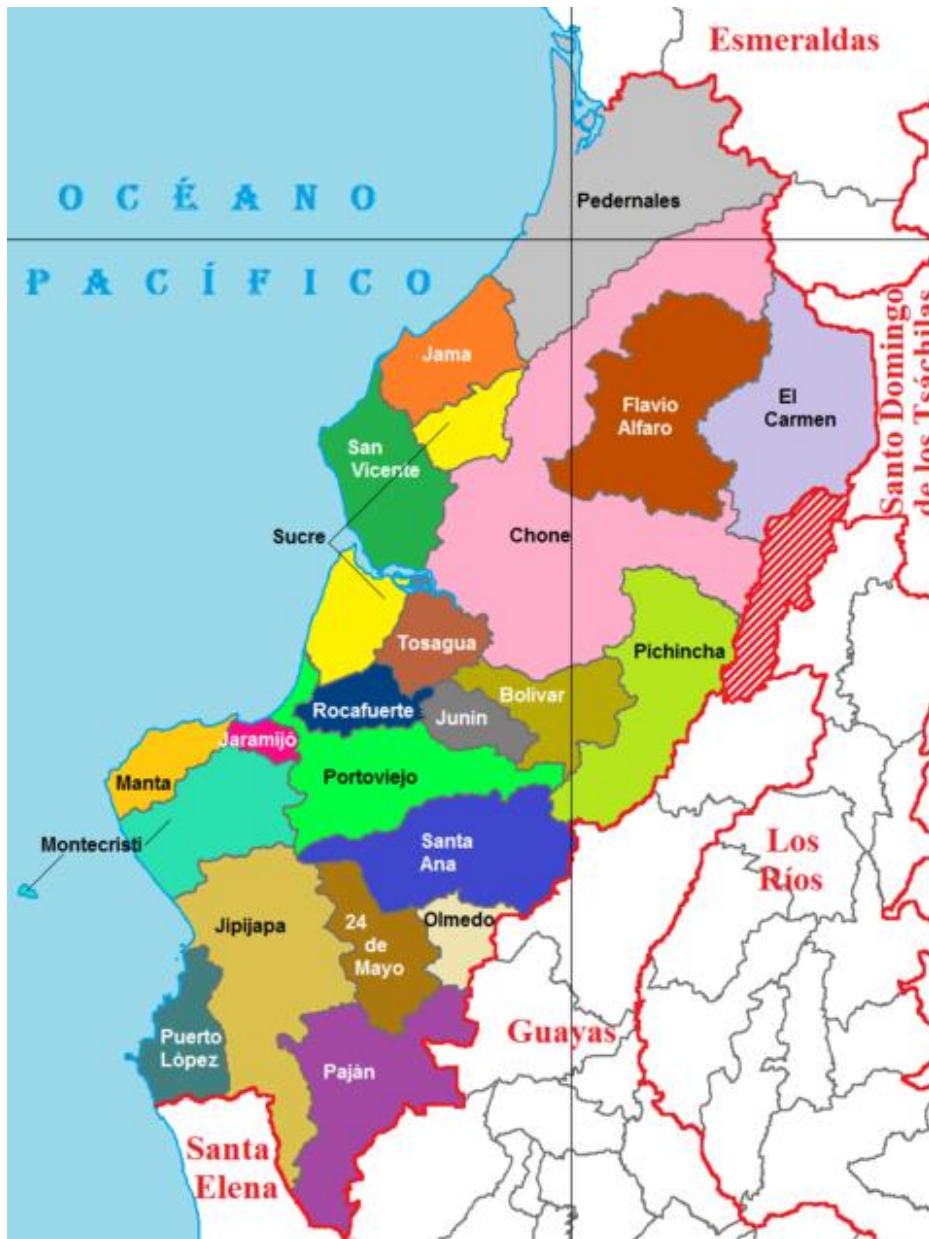 Esmeraldas
OCÉANO
Pedernales
PACÍFICO
Santo Domingo
de los Tsáchilas
Jama
El
Carmen
Flavio
Alfaro
San
Vicente
Sucre
Chone
Tosagua
Pichincha
Bolivar
Rocafuerte
Junín
Jaramijó
Manta
Portoviejo
Montecristi
Santa
Ana
Los
Ríos
Jipijapa
24
de
Mayo
Olmedo
Puerto
López
Guayas
Paján
Santa
Elena